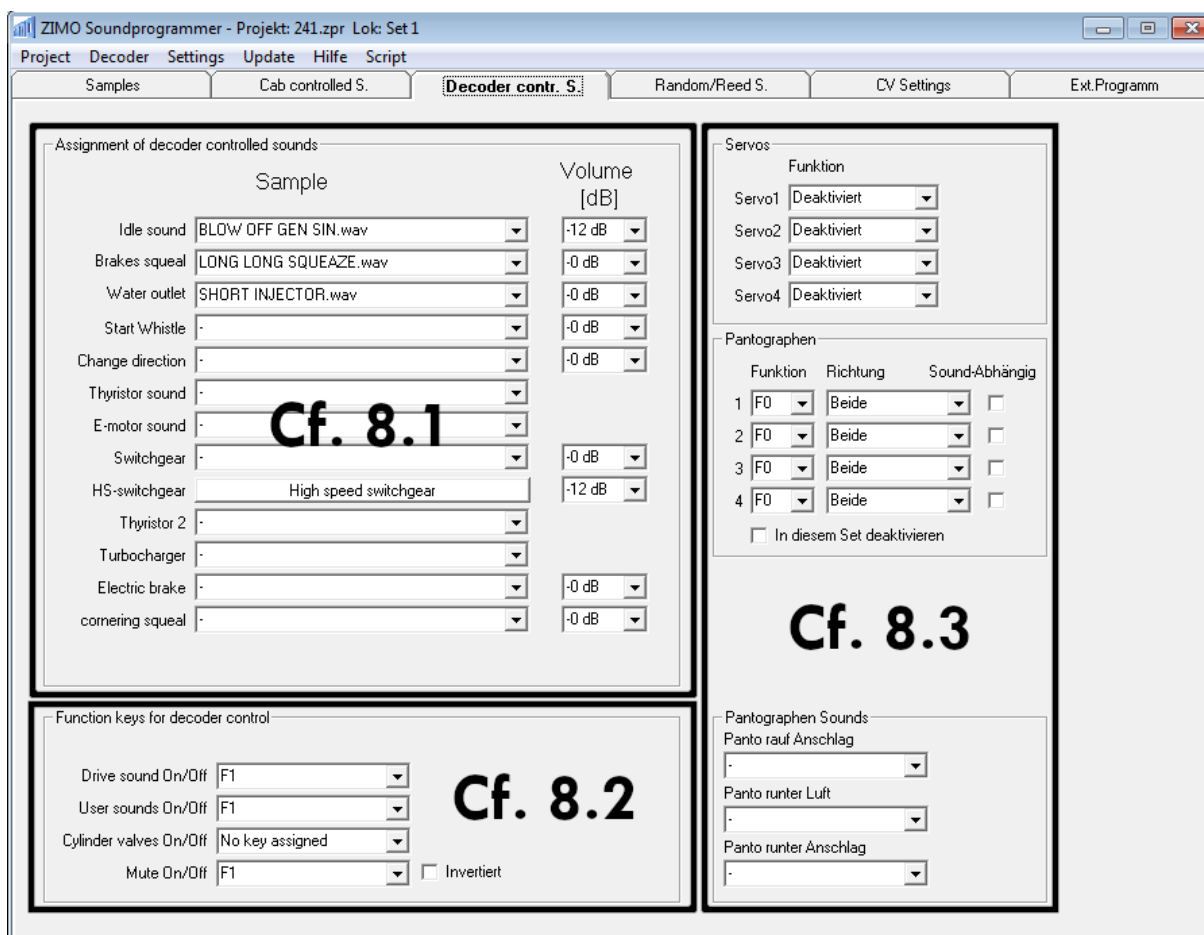 ZIMO Soundprogrammer - Projekt: 241.zpr Lok: Set 1
Project Decoder Settings Update Hilfe Script
Samples Cab controlled S. Decoder contr. S. Random/Reed S. CV Settings Ext.Programm
Assignment of decoder controlled sounds
Sample Volume
[dB]
Idle sound BLOW OFF GEN SIN.wav -12 dB
Brakes squeal LONG LONG SQUEAZE.wav -0 dB
Water outlet SHORT INJECTOR.wav -0 dB
Start Whistle - -0 dB
Change direction - -0 dB
Thyristor sound -
E-motor sound -
Cf. 8.1
Switchgear - -0 dB
HS-switchgear High speed switchgear -12 dB
Thyristor 2 -
Turbocharger -
Electric brake - -0 dB
cornering squeal - -0 dB
Function keys for decoder control
Drive sound On/Off F1
User sounds On/Off F1
Cylinder valves On/Off No key assigned
Mute On/Off F1 Invertiert
Cf. 8.2
Servos
Funktion
Servo1 Deaktiviert
Servo2 Deaktiviert
Servo3 Deaktiviert
Servo4 Deaktiviert
Pantographen
Funktion Richtung Sound-Abhängig
1 F0 Beide
2 F0 Beide
3 F0 Beide
4 F0 Beide
In diesem Set deaktivieren
Cf. 8.3
Pantographen Sounds
Panto rauf Anschlag
-
Panto runter Luft
-
Panto runter Anschlag
-